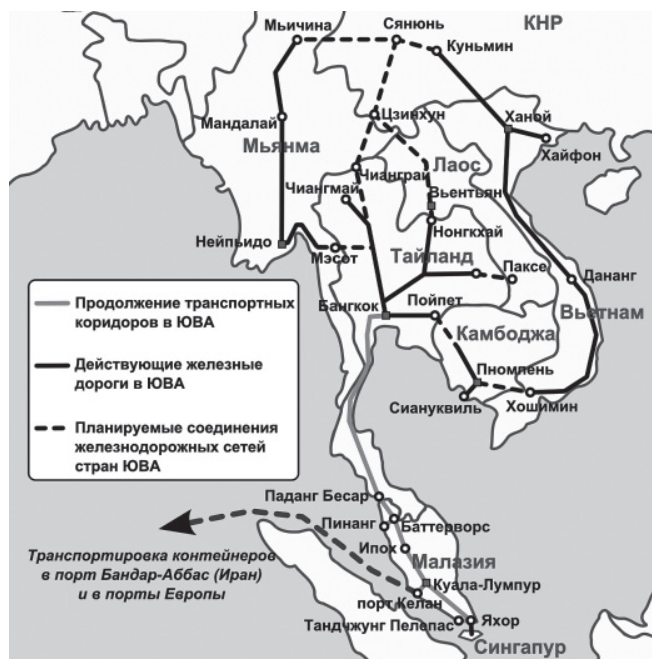 КНР
Мьичина
Сянюнь
Куньмин
Мандалай
Мьянма
Цзинхун
Ханой
Хайфон
Чианграй
Лаос
Чиангмай
Вьентьян
Нонгкхай
Нейпьидо
Мэсот
Тайланд
Паксе
Дананг
Бангкок
Пойпет
Вьетнам
Камбоджа
Пномпень
Сиануквиль
Хошимин
Продолжение транспортных
коридоров в ЮВА
Действующие железные
дороги в ЮВА
Планируемые соединения
железнодорожных сетей
стран ЮВА
Паданг Бесар
Баттерворс
Пинанг
Ипох
Малазия
Куала-Лумпур
порт Келан
Тандчжунг Пелепас
Яхор
Сингапур
Транспортировка контейнеров
в порт Бандар-Аббас (Иран)
и в порты Европы